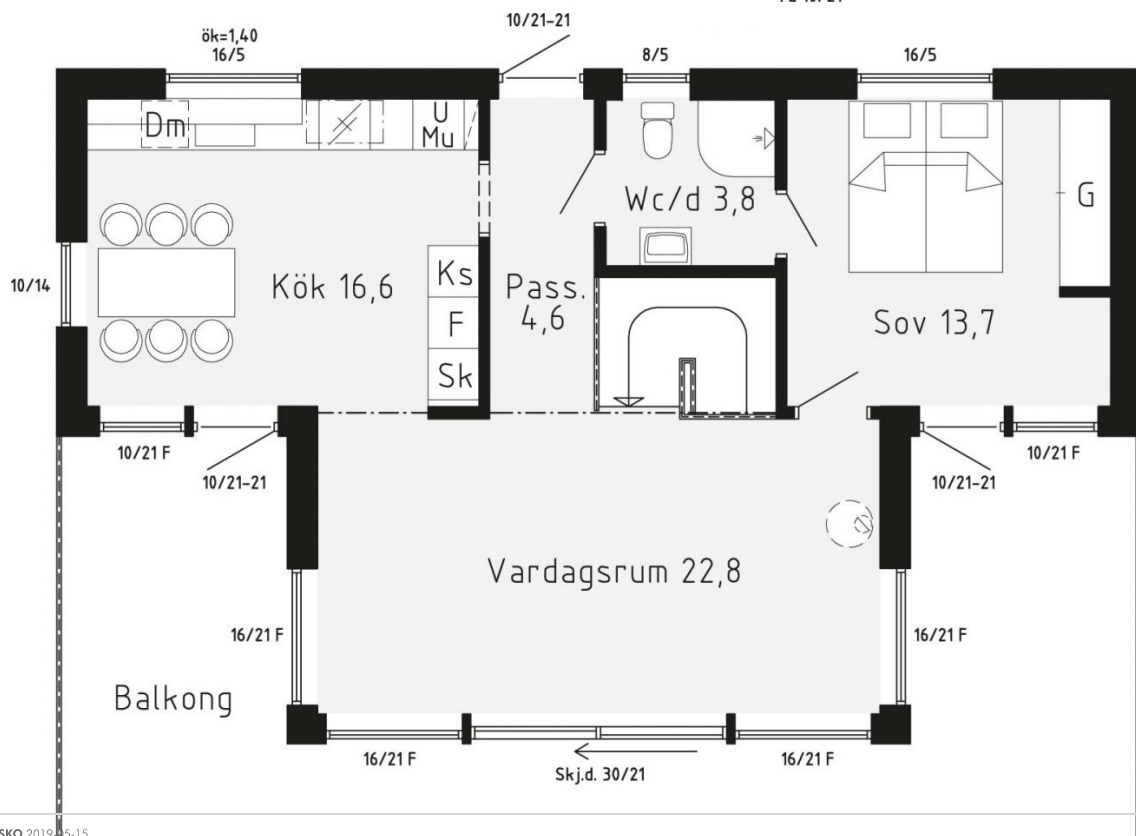 10/21-21
ök=1,40
16/5
8/5
16/5
Dm
U
Mu
Wc/d 3,8
G
10/14
Kök 16,6
Ks
F
Sk
Pass.
4,6
Sov 13,7
10/21 F
10/21-21
10/21-21
10/21 F
Vardagsrum 22,8
16/21 F
16/21 F
Balkong
16/21 F
Skj.d. 30/21
16/21 F
SKO 2019-05-15